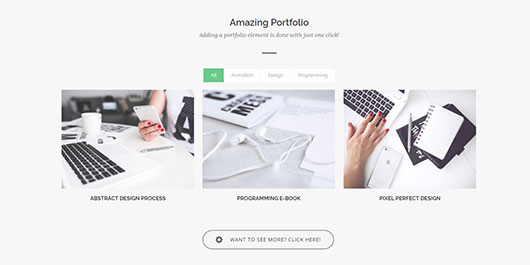 Amazing Portfolio
Adding a portfolio element is done with just one click!
All Animation Design Programming
ABSTRACT DESIGN PROCESS PROGRAMMING E-BOOK PIXEL PERFECT DESIGN
WANT TO SEE MORE? CLICK HERE!